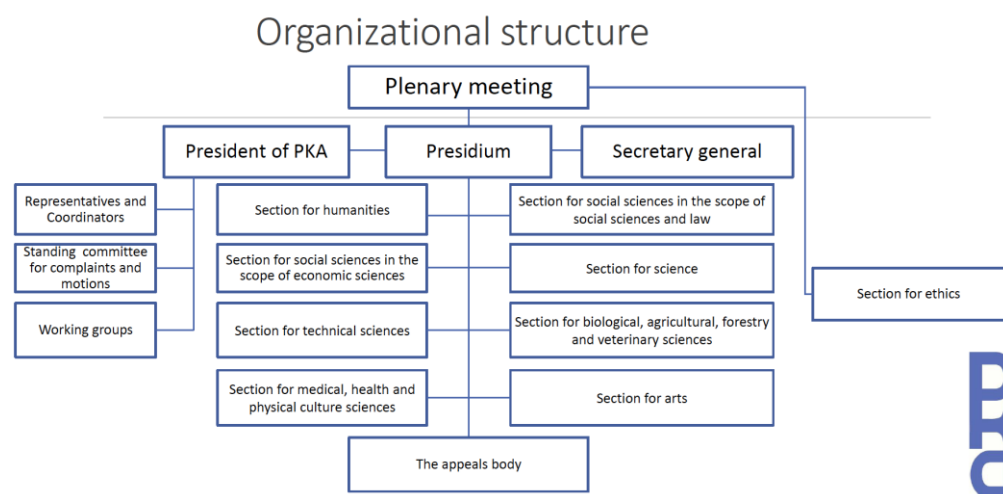 Organizational structure
Plenary meeting
President of PKA
Presidium
Secretary general
Representatives and
Coordinators
Section for humanities
Section for social sciences in the scope of
social sciences and law
Standing committee
for complaints and
motions
Section for social sciences in the
scope of economic sciences
Section for science
Section for ethics
Working groups
Section for technical sciences
Section for biological, agricultural, forestry
and veterinary sciences
Section for medical, health and
physical culture sciences
Section for arts
The appeals body